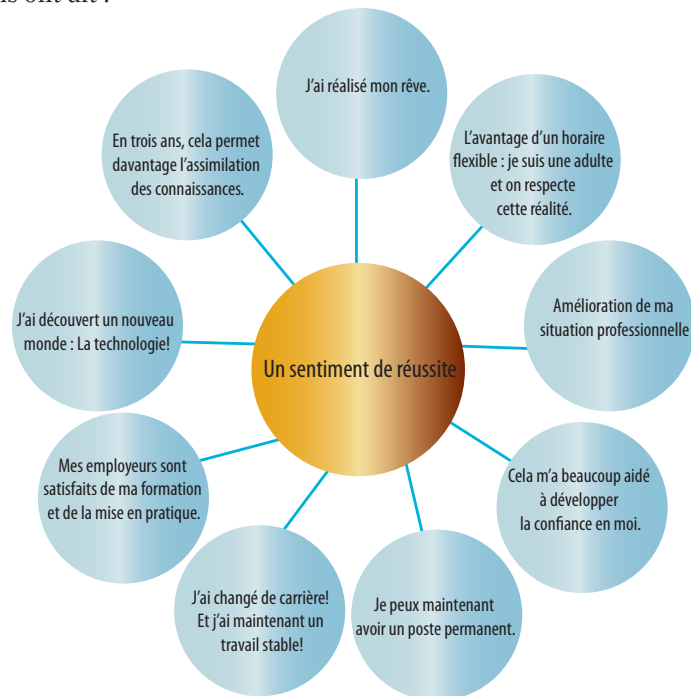 J'ai réalisé mon rêve.
L'avantage d'un horaire
flexible : je suis une adulte
et on respecte
cette réalité.
Amélioration de ma
situation professionnelle
Cela m'a beaucoup aidé
à développer
la confiance en moi.
Je peux maintenant
avoir un poste permanent.
J'ai changé de carrière!
Et j'ai maintenant un
travail stable!
Mes employeurs sont
satisfaits de ma formation
et de la mise en pratique.
J'ai découvert un nouveau
monde : La technologie!
En trois ans, cela permet
davantage l'assimilation
des connaissances.
Un sentiment de réussite